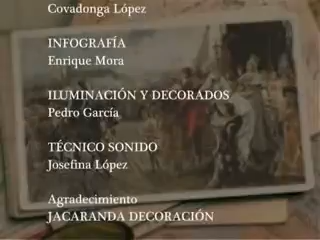 Covadonga López
INFOGRAFÍA
Enrique Mora
ILUMINACIÓN Y DECORADOS
Pedro García
TÉCNICO SONIDO
Josefina López
Agradecimiento
JACARANDA DECORACIÓN